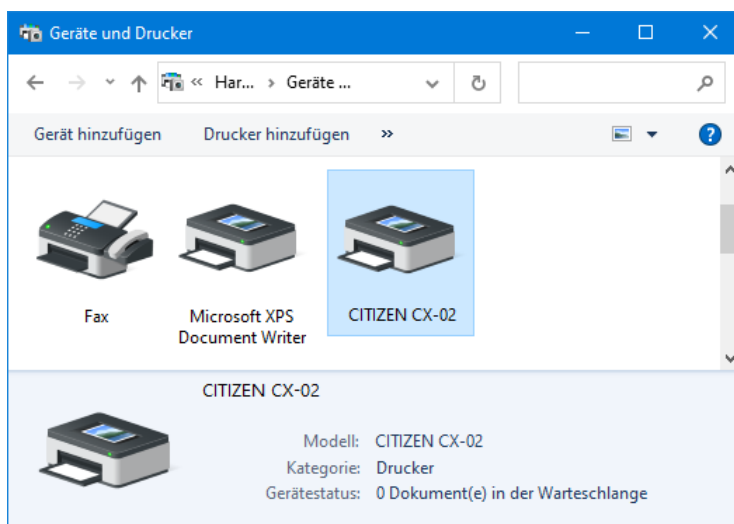 Geräte und Drucker
« Har... › Geräte ...
Gerät hinzufügen Drucker hinzufügen »
Fax
Microsoft XPS
Document Writer
CITIZEN CX-02
CITIZEN CX-02
Modell: CITIZEN CX-02
Kategorie: Drucker
Gerätestatus: 0 Dokument(e) in der Warteschlange